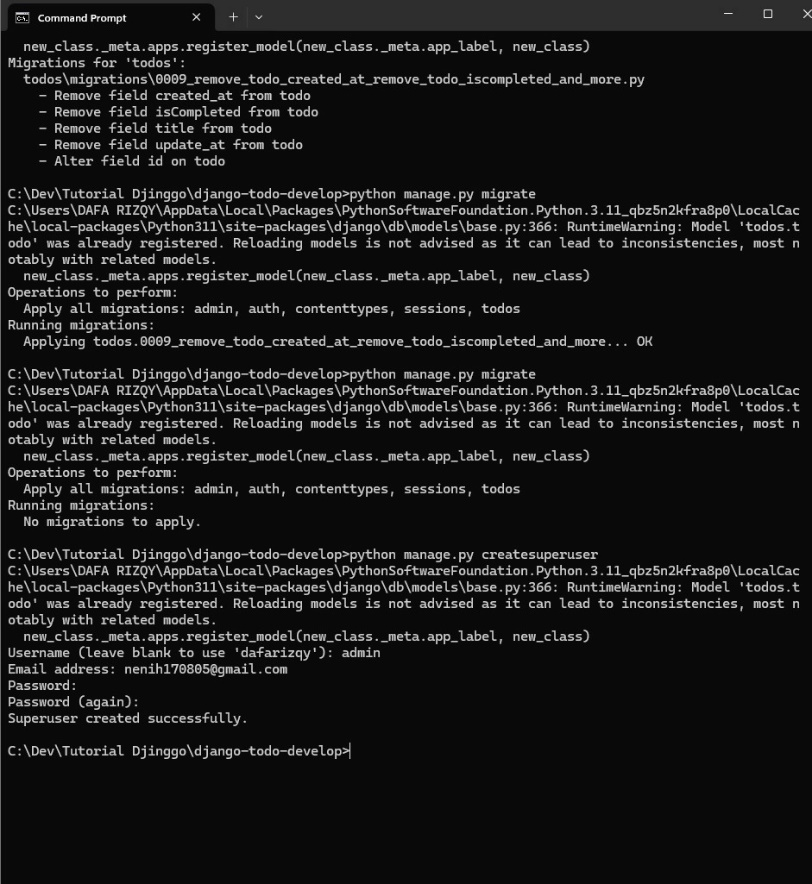 Command Prompt
new_class._meta.apps.register_model(new_class._meta.app_label, new_class)
Migrations for 'todos':
  todos\migrations\0009_remove_todo_created_at_remove_todo_iscompleted_and_more.py
    - Remove field created_at from todo
    - Remove field isCompleted from todo
    - Remove field title from todo
    - Remove field update_at from todo
    - Alter field id on todo
C:\Dev\Tutorial Djinggo\django-todo-develop>python manage.py migrate
C:\Users\DAFA RIZQY\AppData\Local\Packages\PythonSoftwareFoundation.Python.3.11_qbz5n2kfra8p0\LocalCac
he\local-packages\Python311\site-packages\django\db\models\base.py:366: RuntimeWarning: Model 'todos.t
odo' was already registered. Reloading models is not advised as it can lead to inconsistencies, most n
otably with related models.
  new_class._meta.apps.register_model(new_class._meta.app_label, new_class)
Operations to perform:
  Apply all migrations: admin, auth, contenttypes, sessions, todos
Running migrations:
  Applying todos.0009_remove_todo_created_at_remove_todo_iscompleted_and_more... OK
C:\Dev\Tutorial Djinggo\django-todo-develop>python manage.py migrate
C:\Users\DAFA RIZQY\AppData\Local\Packages\PythonSoftwareFoundation.Python.3.11_qbz5n2kfra8p0\LocalCac
he\local-packages\Python311\site-packages\django\db\models\base.py:366: RuntimeWarning: Model 'todos.t
odo' was already registered. Reloading models is not advised as it can lead to inconsistencies, most n
otably with related models.
  new_class._meta.apps.register_model(new_class._meta.app_label, new_class)
Operations to perform:
  Apply all migrations: admin, auth, contenttypes, sessions, todos
Running migrations:
  No migrations to apply.
C:\Dev\Tutorial Djinggo\django-todo-develop>python manage.py createsuperuser
C:\Users\DAFA RIZQY\AppData\Local\Packages\PythonSoftwareFoundation.Python.3.11_qbz5n2kfra8p0\LocalCac
he\local-packages\Python311\site-packages\django\db\models\base.py:366: RuntimeWarning: Model 'todos.t
odo' was already registered. Reloading models is not advised as it can lead to inconsistencies, most n
otably with related models.
  new_class._meta.apps.register_model(new_class._meta.app_label, new_class)
Username (leave blank to use 'dafarizqy'): admin
Email address: nenih170805@gmail.com
Password:
Password (again):
Superuser created successfully.
C:\Dev\Tutorial Djinggo\django-todo-develop>